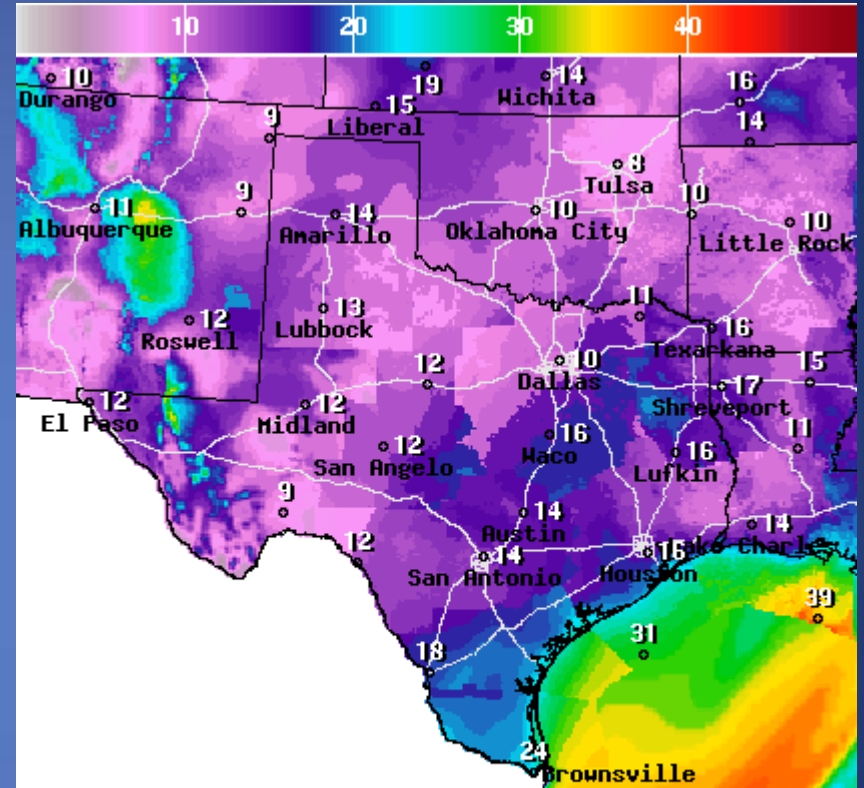 10 20 30 40
10 19 14 16
Durango Wichita
9 15 14
Liberal
8
Tulsa
11 9 14 10 10 10
Albuquerque Amarillo Oklahoma City Little Rock
12 13 11 16
Roswell Lubbock Texarkana
12 10 17 15
Dallas Shreveport
12 12
El Paso Midland
12 16 16 11
San Angelo Waco Lufkin
9 14 14
Austin Lake Charles
12 14 16
San Antonio Houston
39
18 31
24
Brownsville